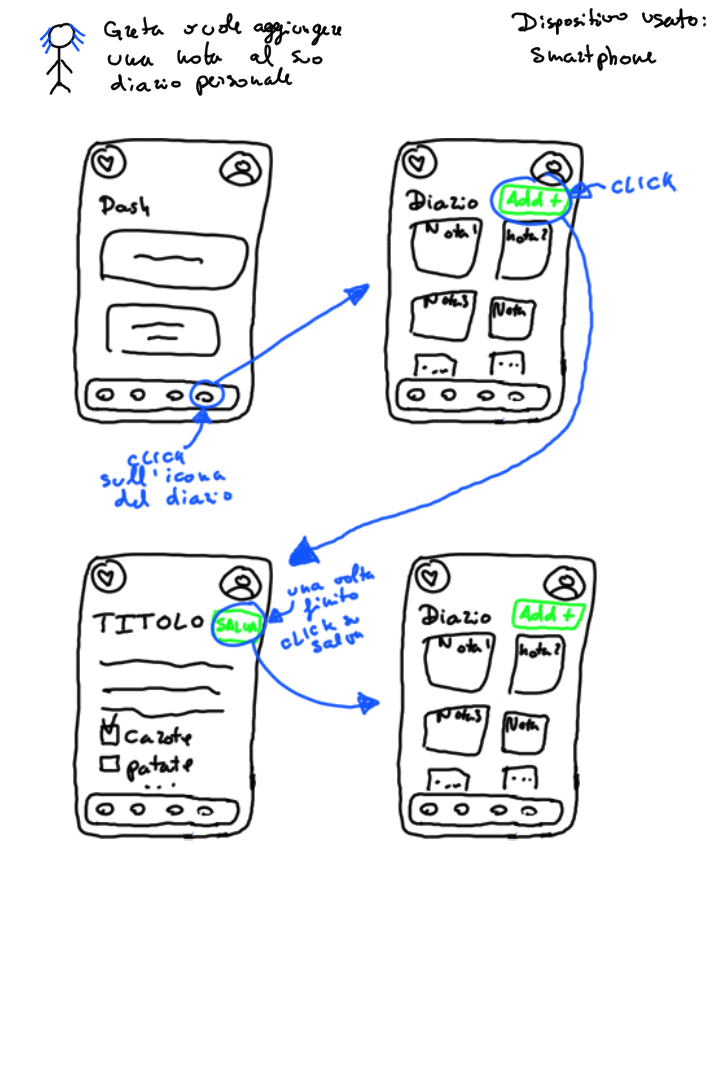 Greta vuole aggiungere
una nota al suo
diario personale
Dispositivo usato:
Smartphone
Dash
click
sull'icona
del diario
Diario
Add +
CLICK
Nota 1
nota 2
Nota 3
Nota
...
...
TITOLO
SALVA
una volta
finito
click su
salva
Carote
patate
...
Diario
Add +
Nota 1
nota 2
Nota 3
Nota
...
...